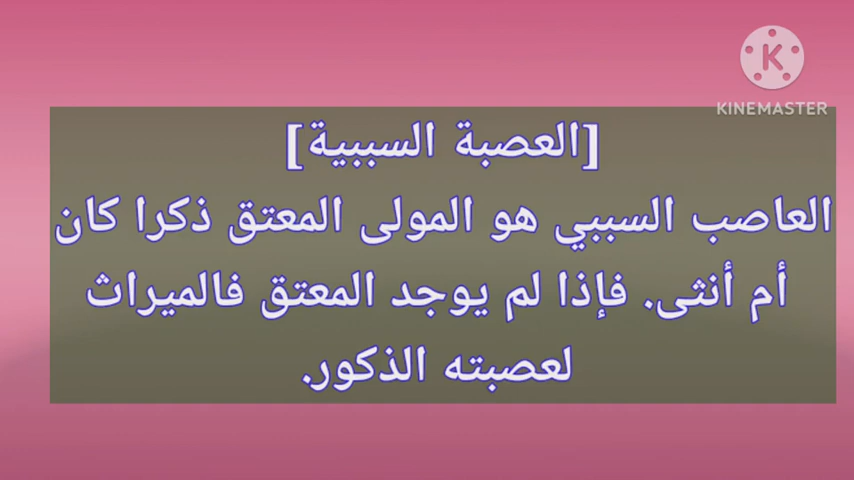 KINEMASTER
[العصبة السببية]
العاصب السببي هو المولى المعتق ذكرا كان
أم أنثى. فإذا لم يوجد المعتق فالميراث
لعصبته الذكور.